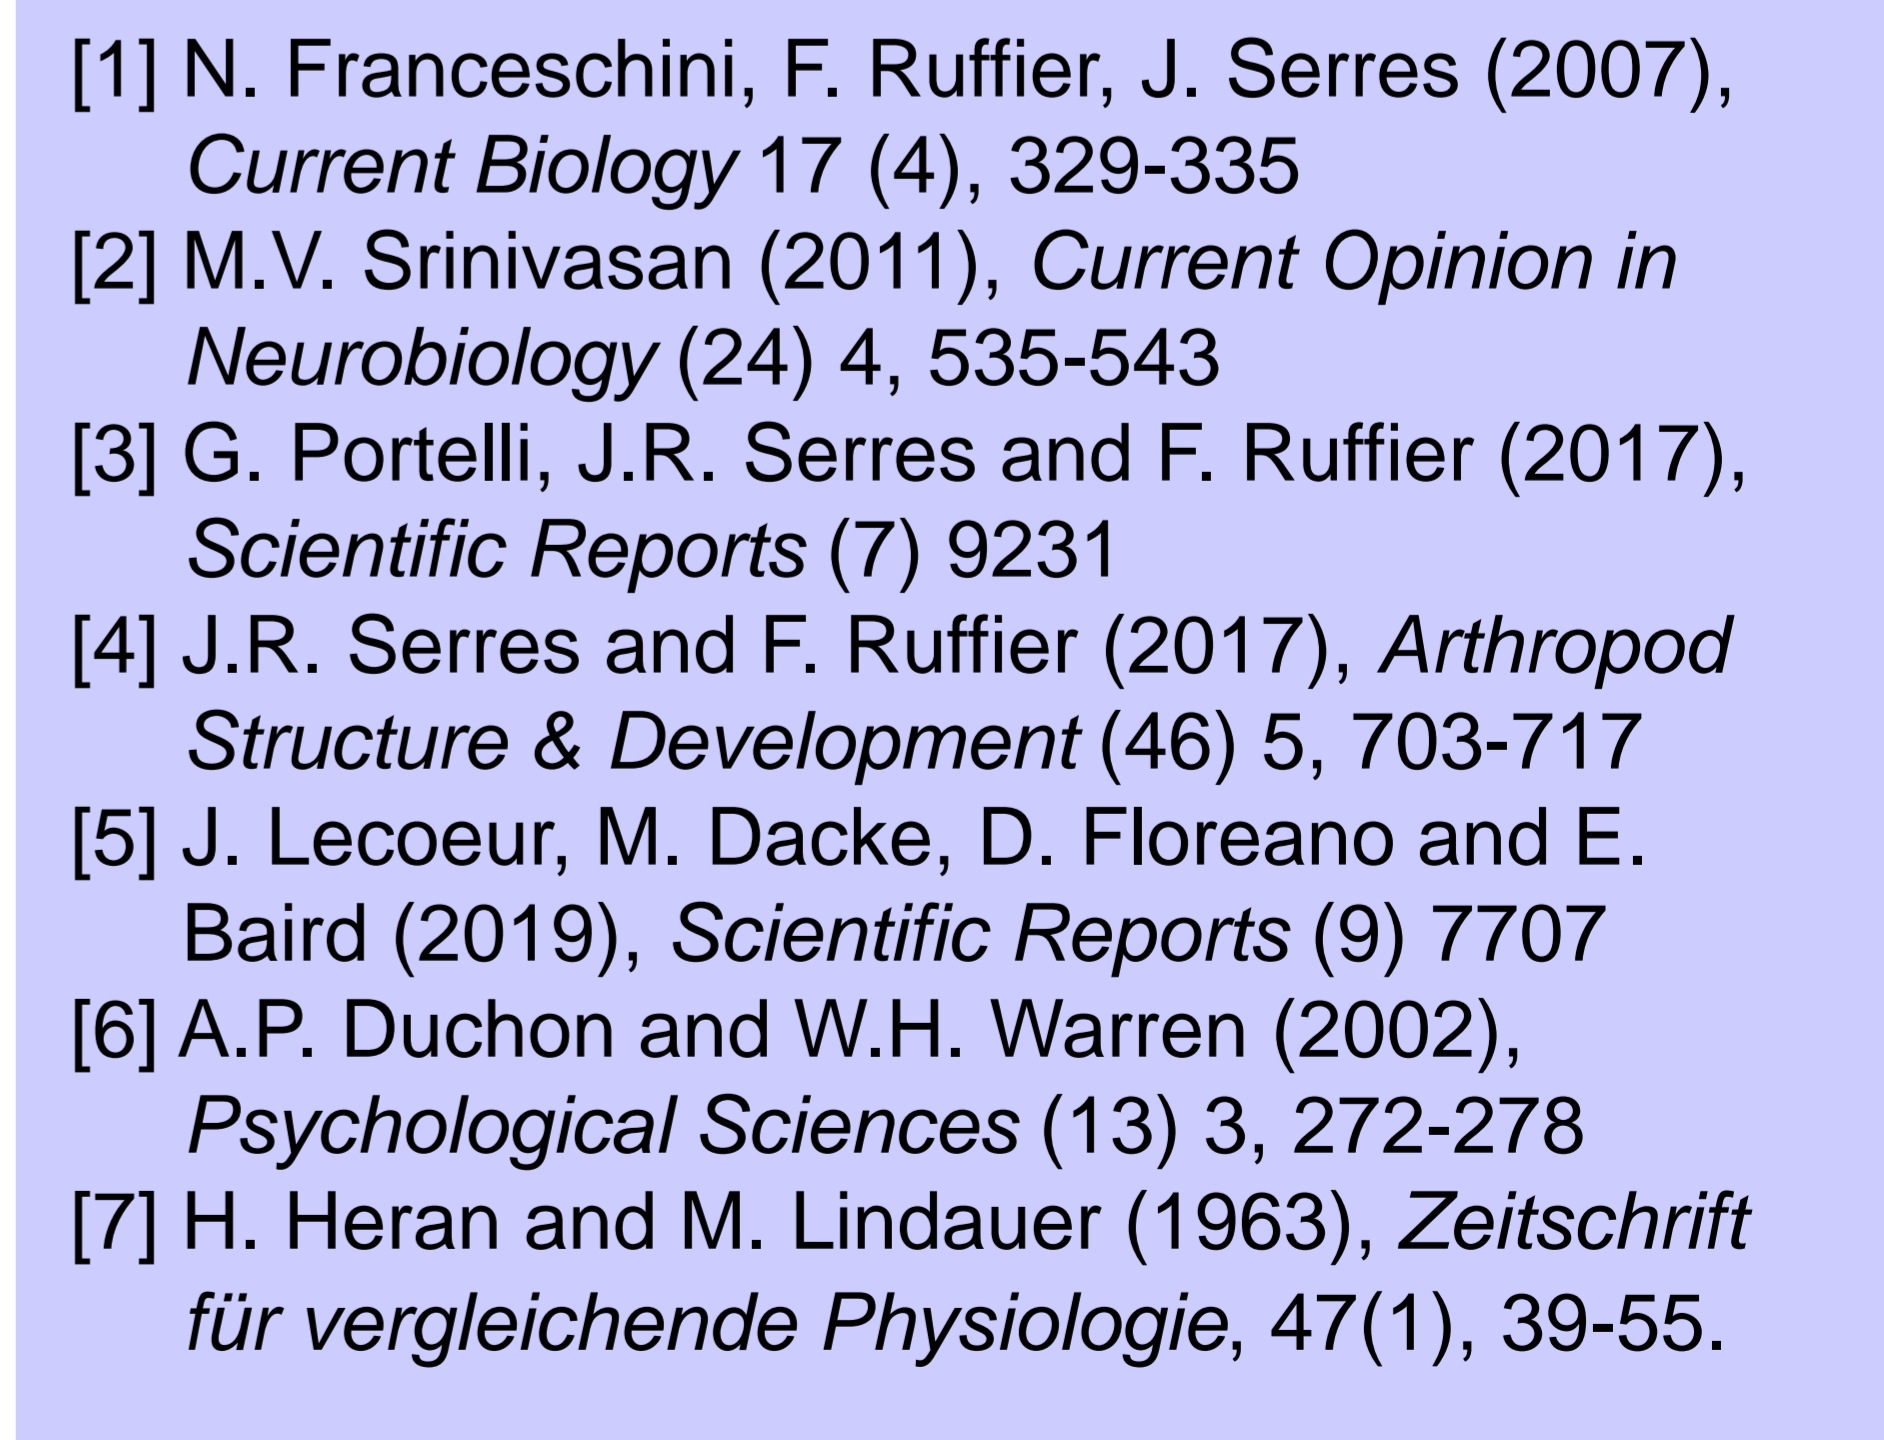 [1] N. Franceschini, F. Ruffier, J. Serres (2007),
Current Biology 17 (4), 329-335
[2] M.V. Srinivasan (2011), Current Opinion in
Neurobiology (24) 4, 535-543
[3] G. Portelli, J.R. Serres and F. Ruffier (2017),
Scientific Reports (7) 9231
[4] J.R. Serres and F. Ruffier (2017), Arthropod
Structure & Development (46) 5, 703-717
[5] J. Lecoeur, M. Dacke, D. Floreano and E.
Baird (2019), Scientific Reports (9) 7707
[6] A.P. Duchon and W.H. Warren (2002),
Psychological Sciences (13) 3, 272-278
[7] H. Heran and M. Lindauer (1963), Zeitschrift
für vergleichende Physiologie, 47(1), 39-55.